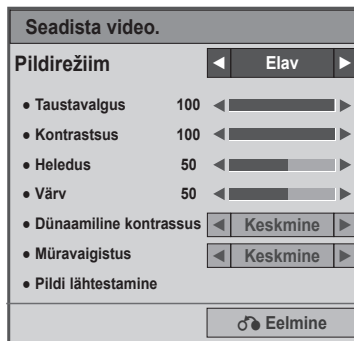 Seadista video.
Pildirežiim Elav
● Taustavalgus 100
● Kontrastsus 100
● Heledus 50
● Värv 50
● Dünaamiline kontrassus Keskmine
● Müravaigistus Keskmine
● Pildi lähtestamine
Eelmine